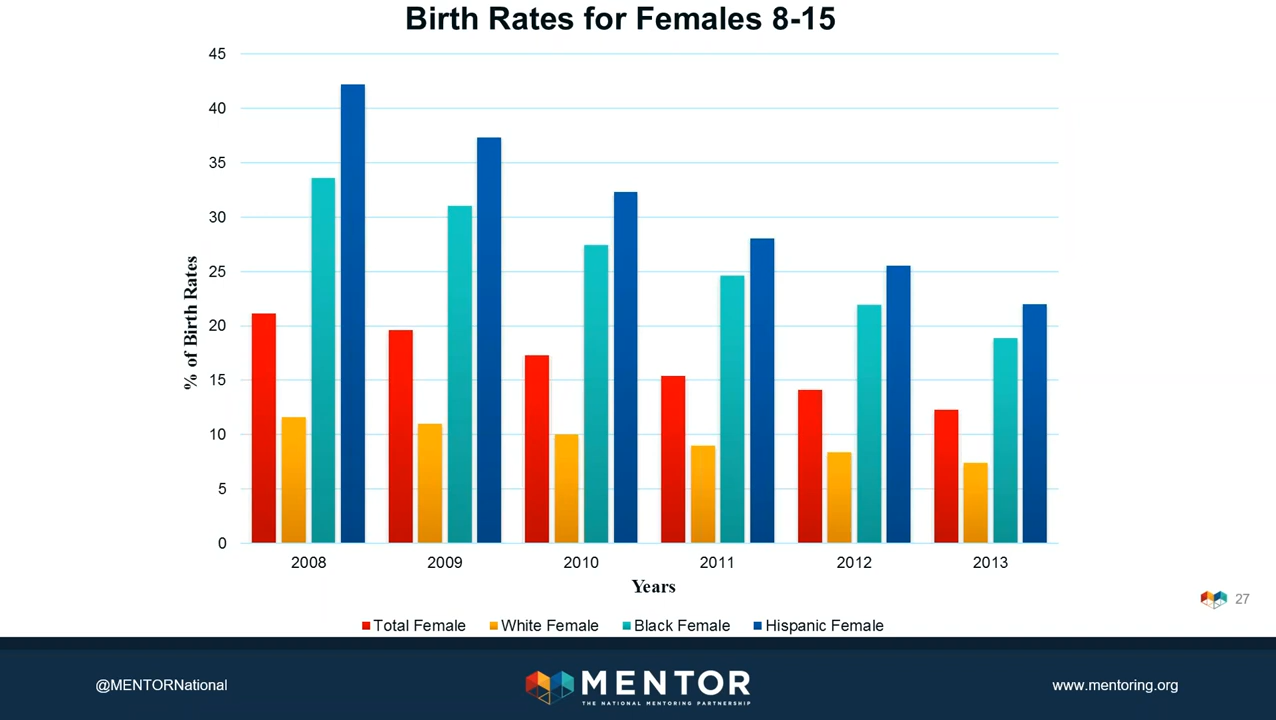 Birth Rates for Females 8-15
45
40
35
30
25
20
15
10
5
0
% of Birth Rates
2008 2009 2010 2011 2012 2013
Years
Total Female White Female Black Female Hispanic Female
27
@MENTORNational
MENTOR
THE NATIONAL MENTORING PARTNERSHIP
www.mentoring.org